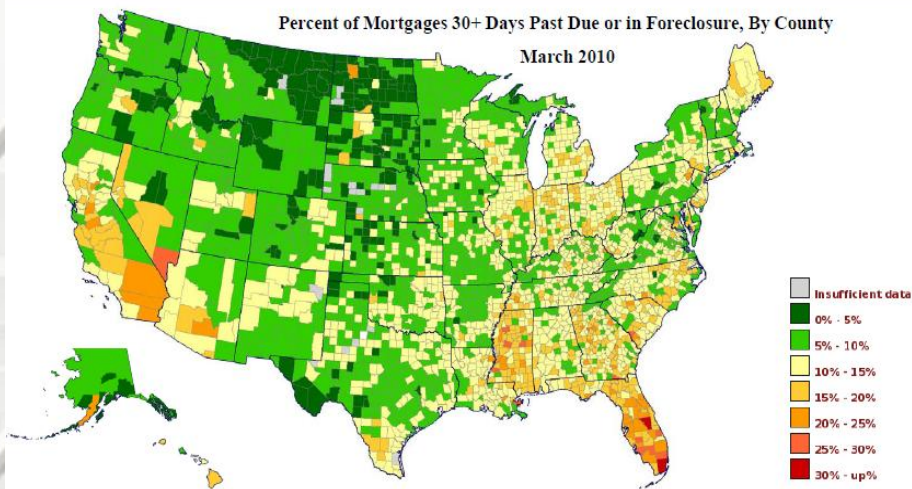 Percent of Mortgages 30+ Days Past Due or in Foreclosure, By County
March 2010
Insufficient data
0% - 5%
5% - 10%
10% - 15%
15% - 20%
20% - 25%
25% - 30%
30% - up%